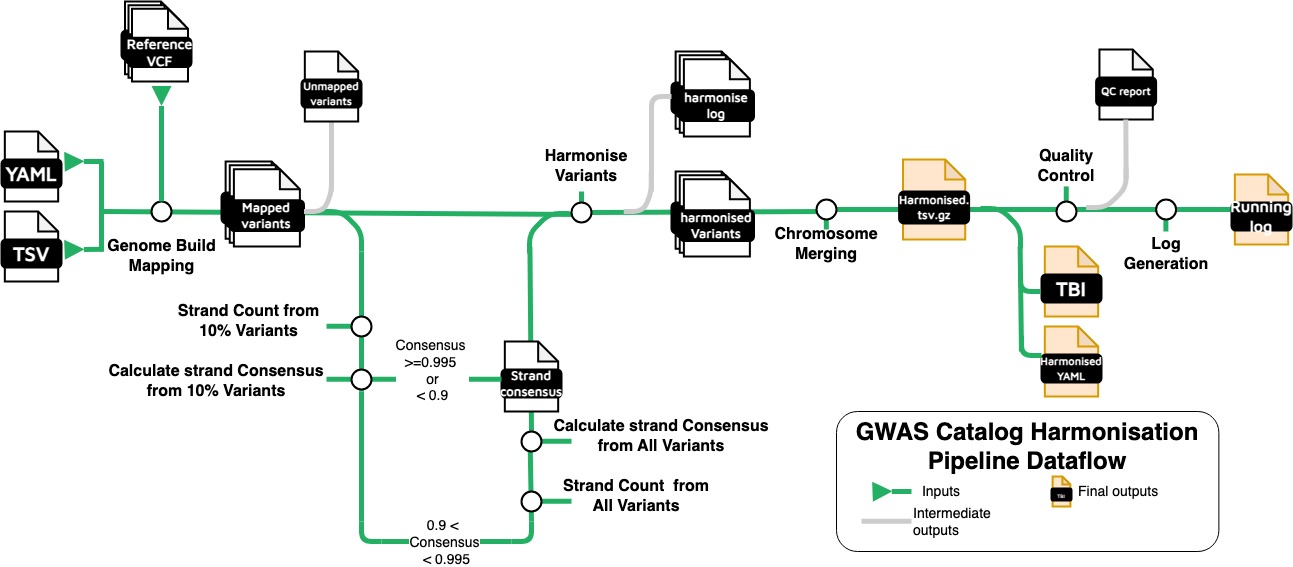 Reference
VCF
Unmapped
variants
harmonise
log
QC report
YAML
TSV
Genome Build
Mapping
Mapped
variants
Harmonise
Variants
harmonised
Variants
Chromosome
Merging
Harmonised.
tsv.gz
Quality
Control
Log
Generation
Running
log
TBI
Harmonised
YAML
Strand Count from
10% Variants
Calculate strand Consensus
from 10% Variants
Consensus
>=0.995
or
< 0.9
Strand
consensus
Calculate strand Consensus
from All Variants
Strand Count from
All Variants
0.9 <
Consensus
< 0.995
GWAS Catalog Harmonisation
Pipeline Dataflow
Inputs
TBI
Final outputs
Intermediate
outputs